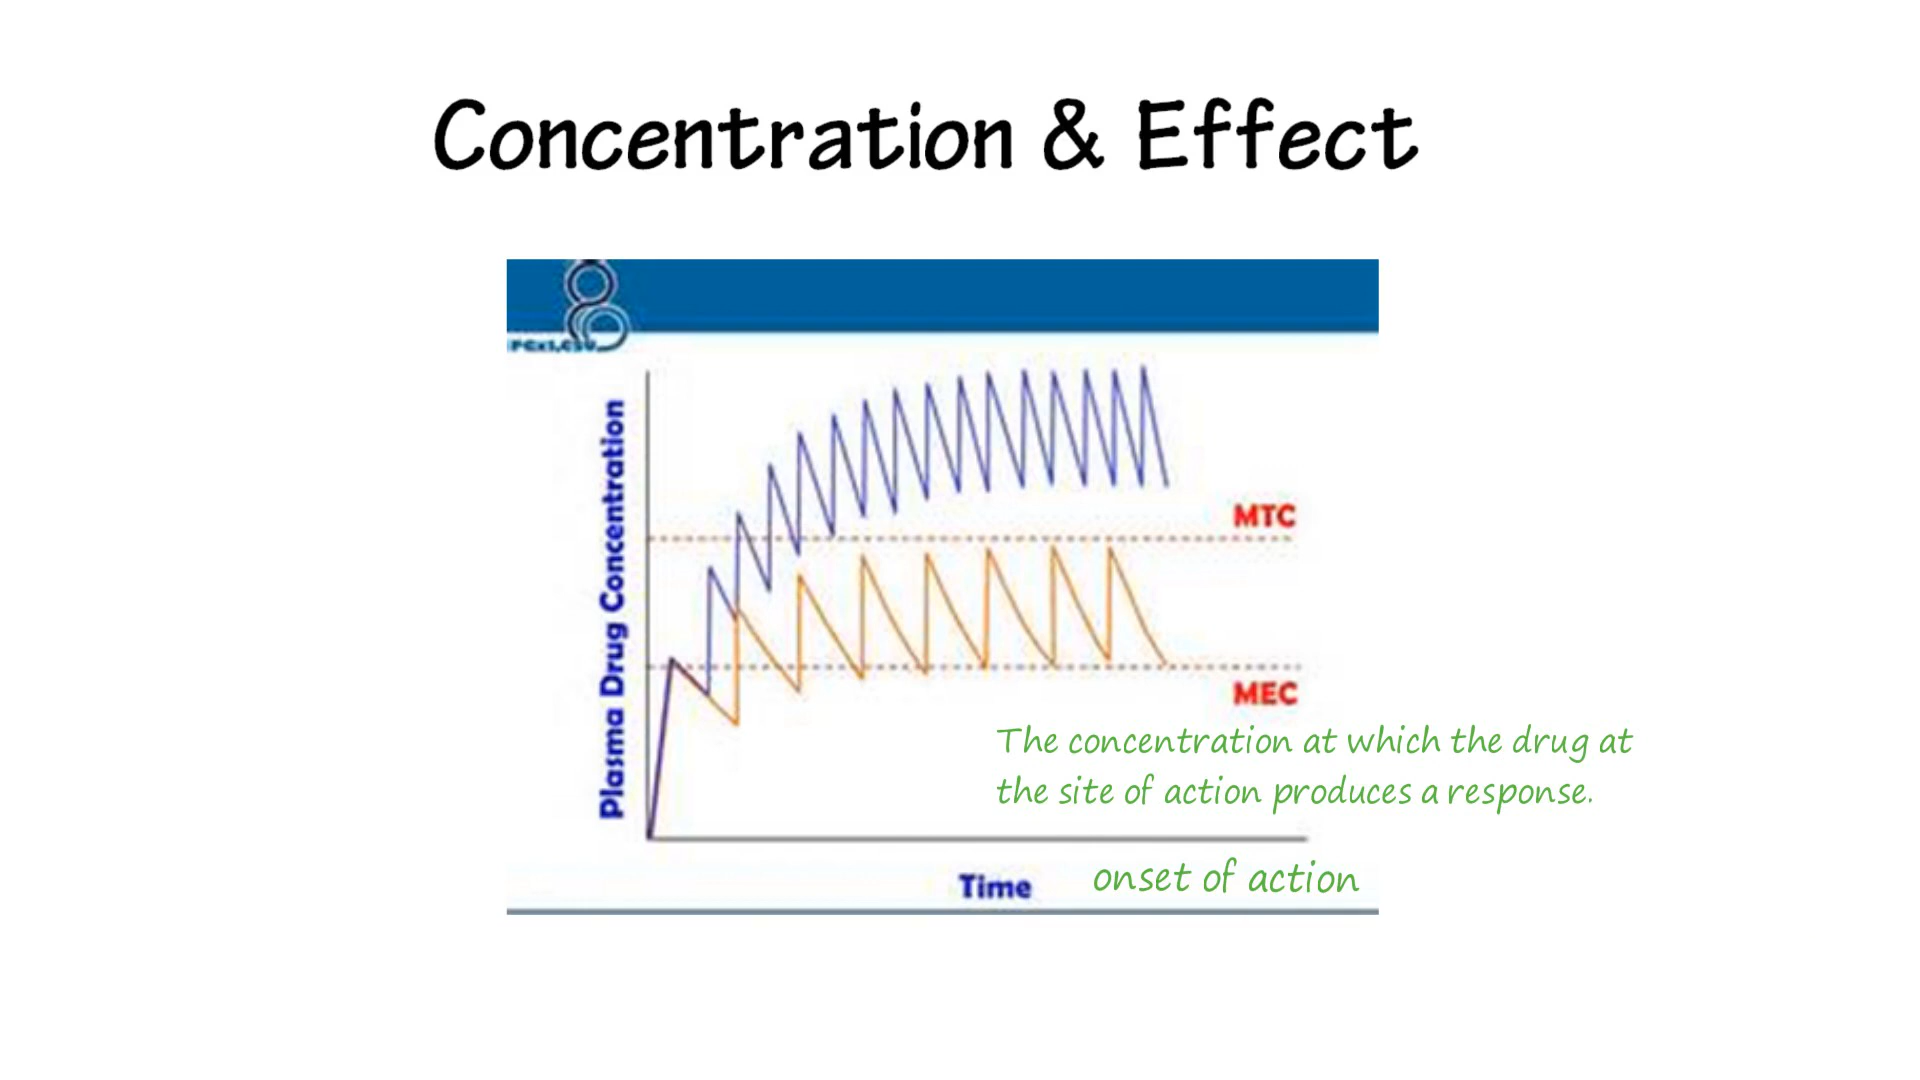 Concentration & Effect
Plasma Drug Concentration
MTC
MEC
The concentration at which the drug at
the site of action produces a response.
Time
onset of action